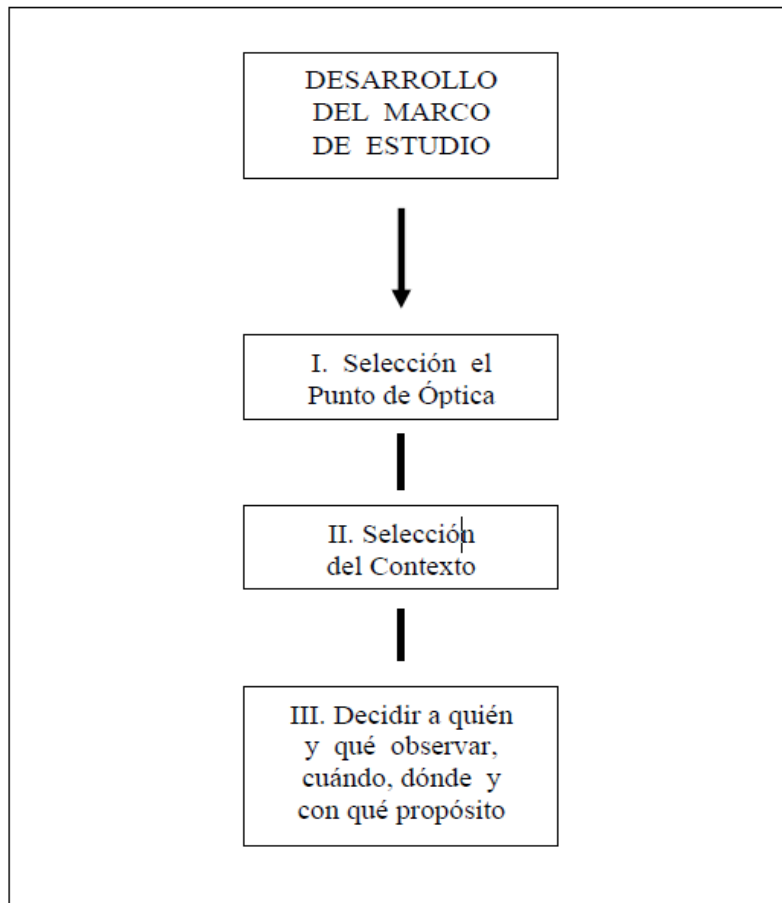 DESARROLLO
DEL MARCO
DE ESTUDIO
I. Selección el
Punto de Óptica
II. Selección
del Contexto
III. Decidir a quién
y qué observar,
cuándo, dónde y
con qué propósito